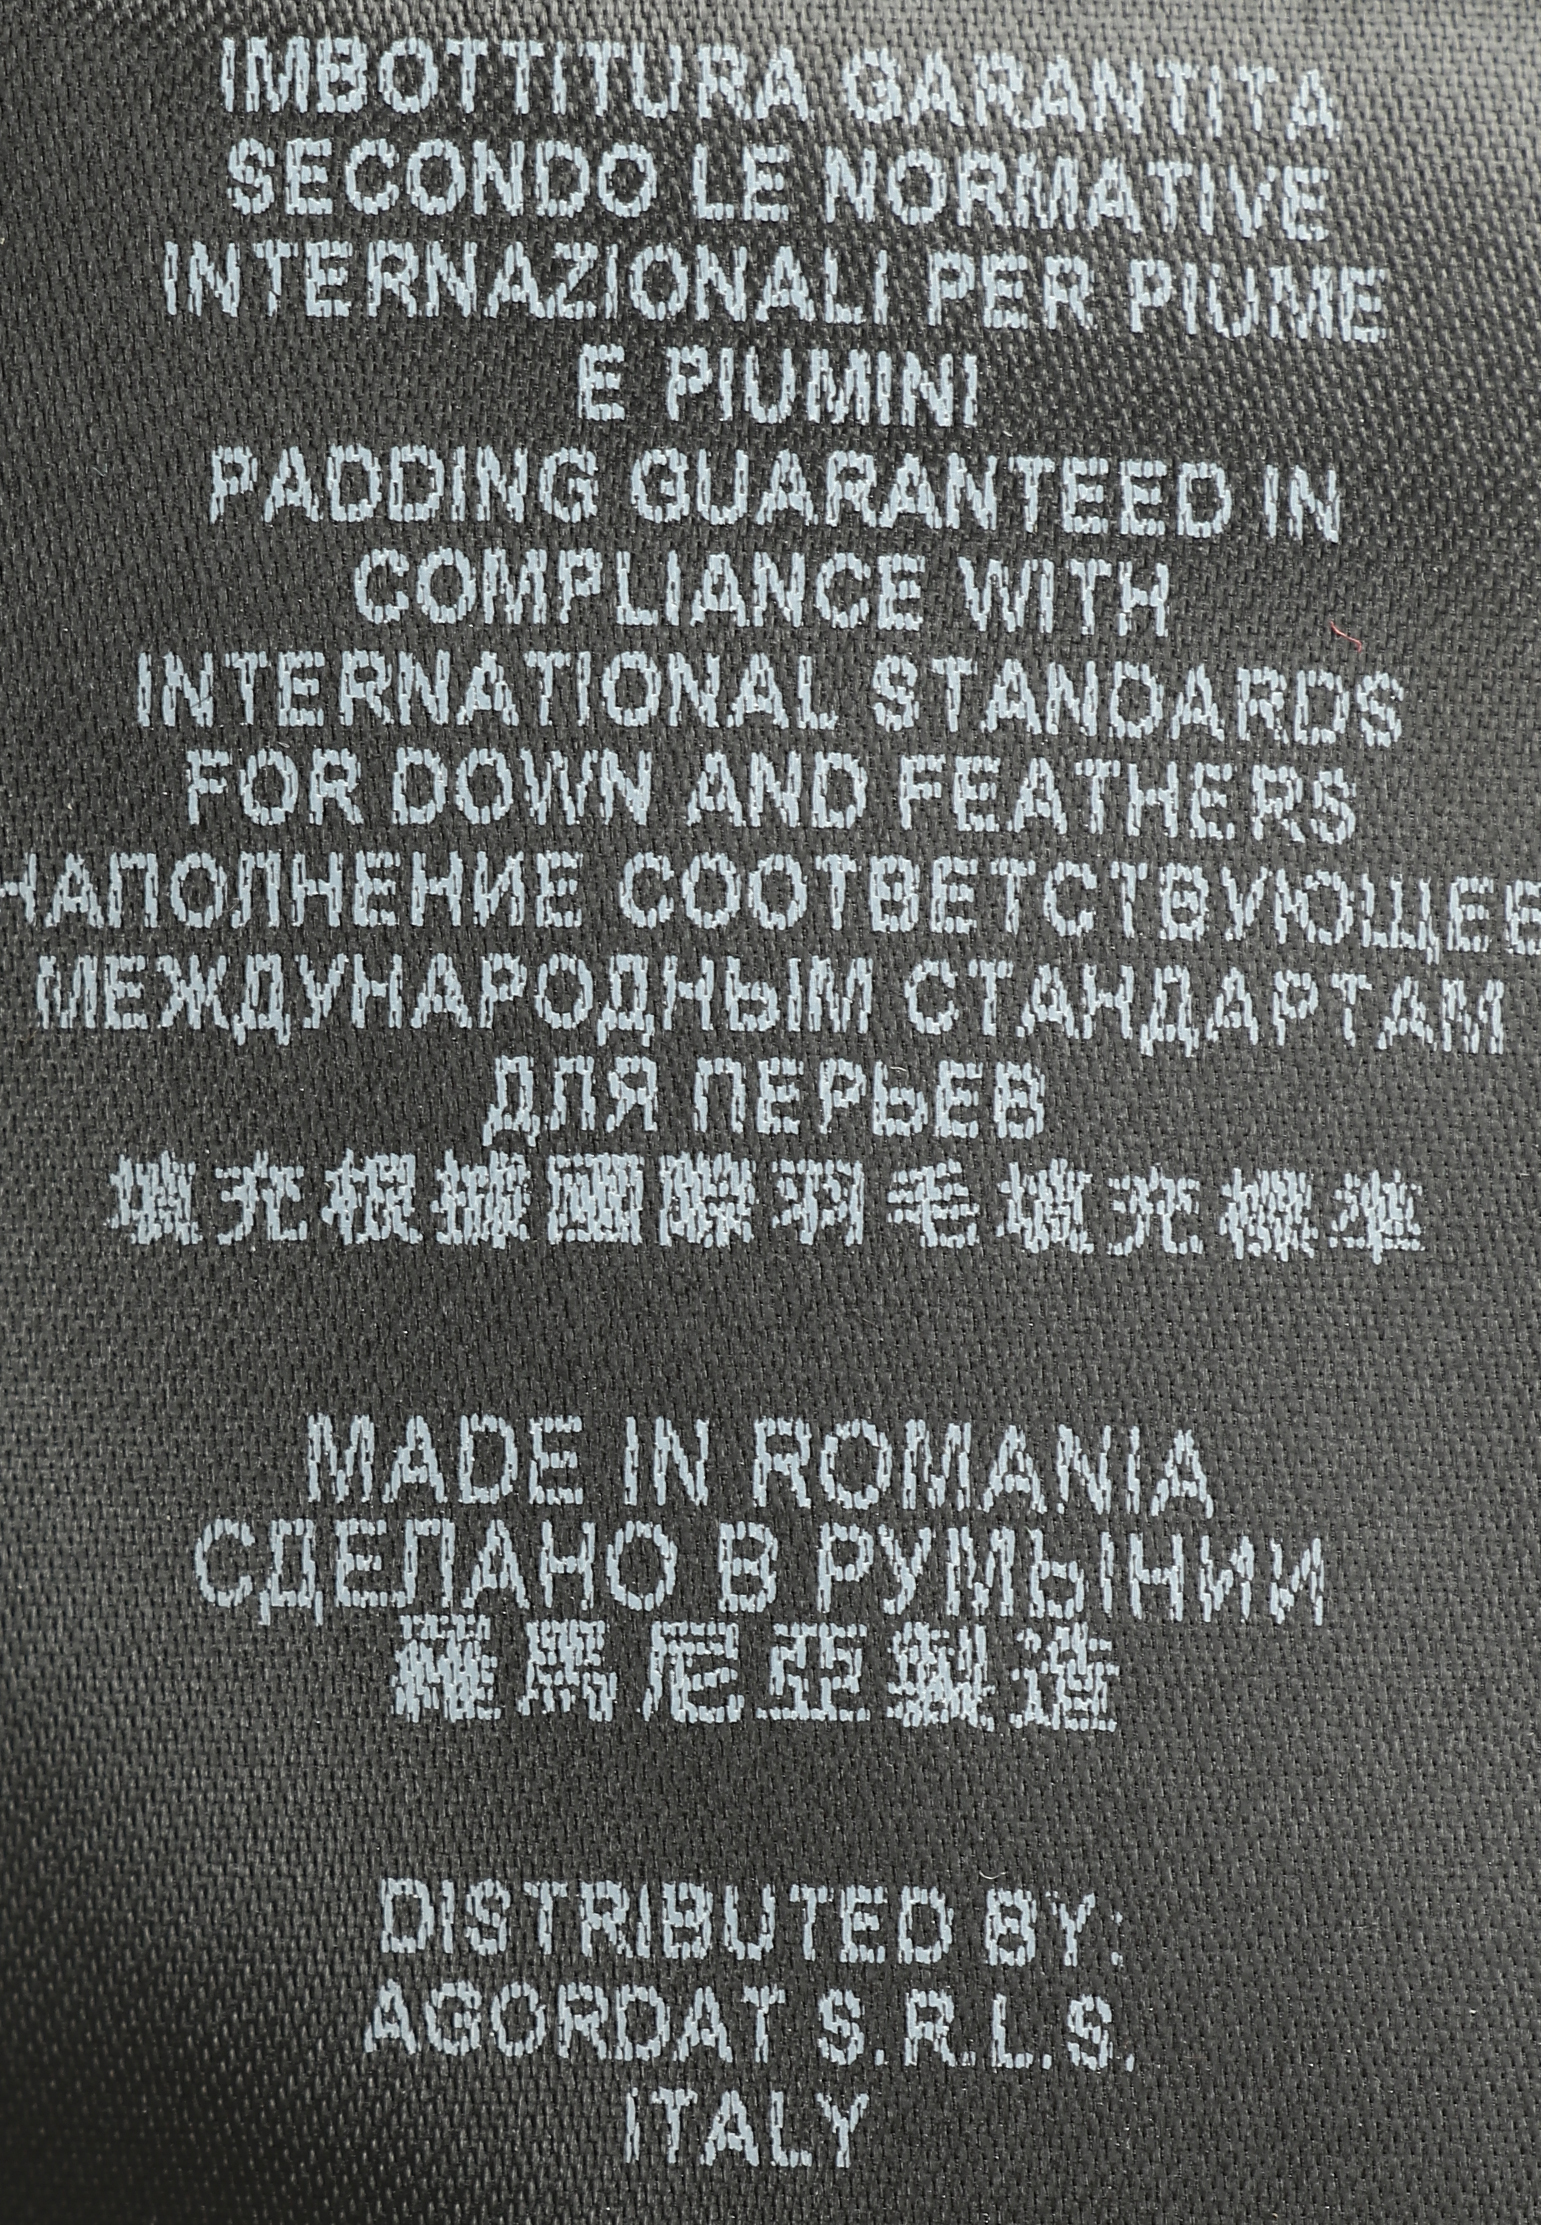 IMBOTTITURA GARANTITA
SECONDO LE NORMATIVE
INTERNAZIONALI PER PIUME
E PIUMINI
PADDING GUARANTEED IN
COMPLIANCE WITH
INTERNATIONAL STANDARDS
FOR DOWN AND FEATHERS
НАПОЛНЕНИЕ СООТВЕТСТВУЮЩЕЕ
МЕЖДУНАРОДНЫМ СТАНДАРТАМ
ДЛЯ ПЕРЬЕВ
填充根據國際羽毛填充標準
MADE IN ROMANIA
СДЕЛАНО В РУМЫНИИ
羅馬尼亞製造
DISTRIBUTED BY:
AGORDAT S.R.L.S.
ITALY